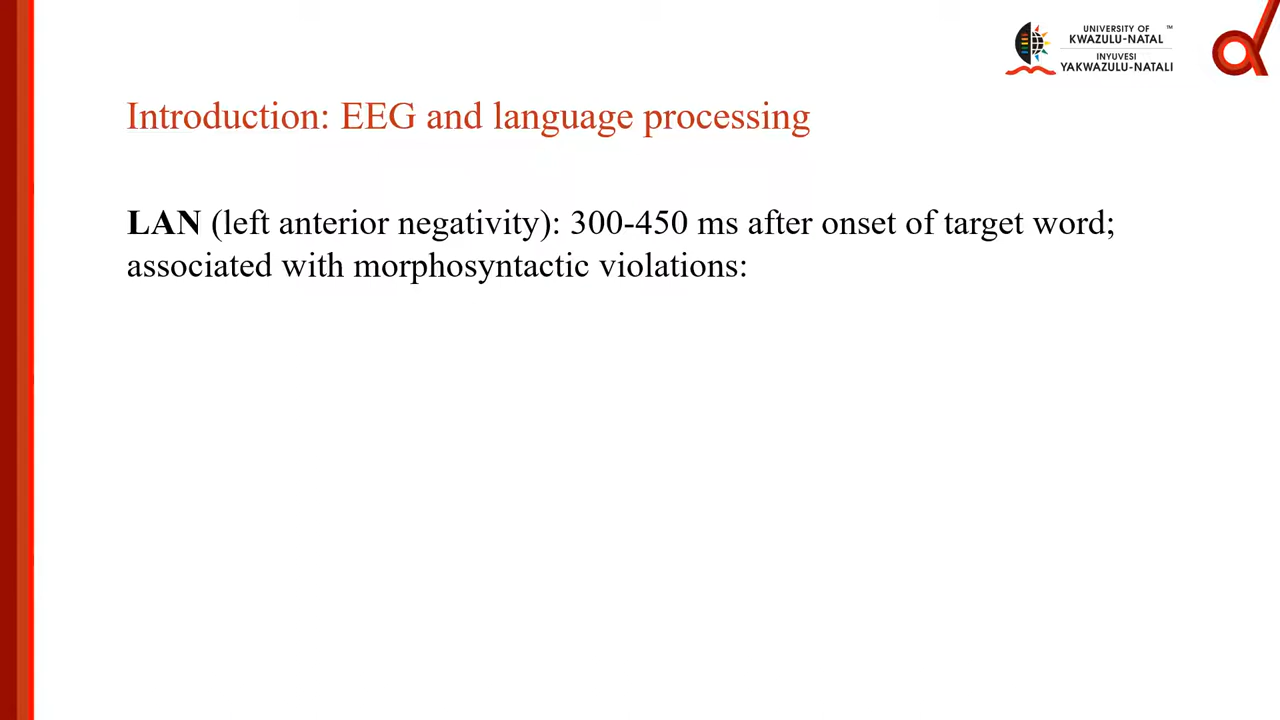 UNIVERSITY OF ™
KWAZULU-NATAL
INYUVESI
YAKWAZULU-NATALI
Introduction: EEG and language processing
LAN (left anterior negativity): 300-450 ms after onset of target word;
associated with morphosyntactic violations: